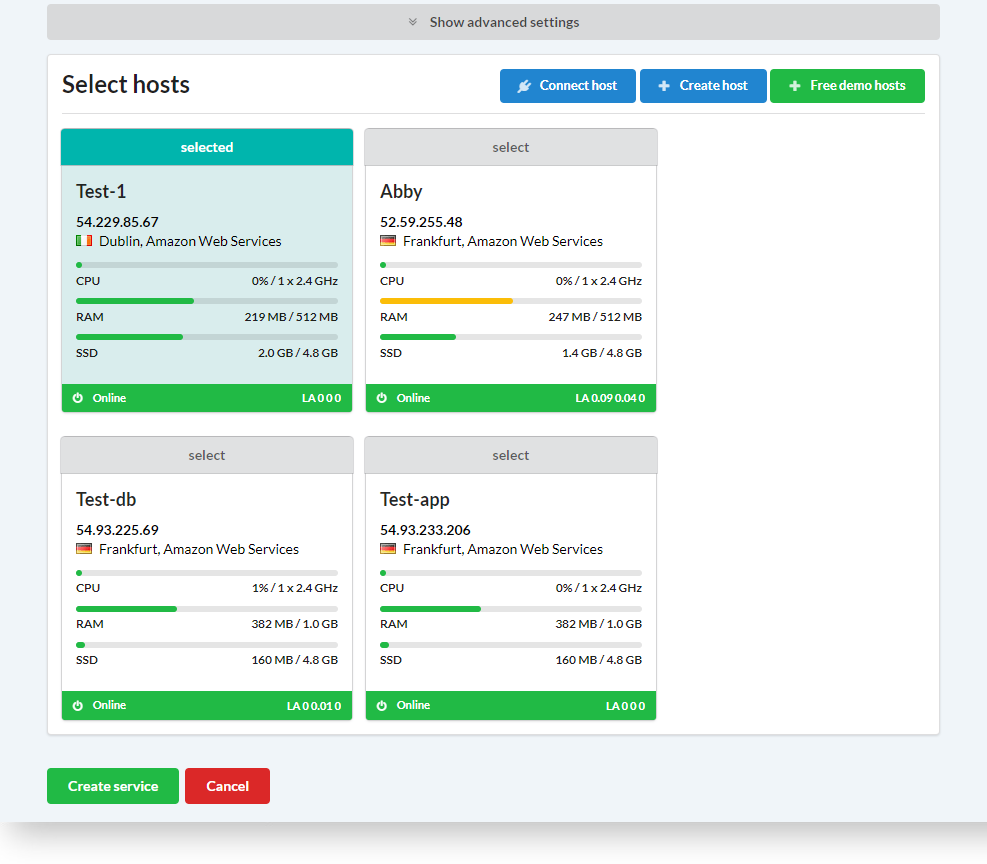 Show advanced settings
Select hosts
Connect host
Create host
Free demo hosts
selected
Test-1
54.229.85.67
Dublin, Amazon Web Services
CPU 0% / 1 x 2.4 GHz
RAM 219 MB / 512 MB
SSD 2.0 GB / 4.8 GB
Online LA 0 0 0
select
Abby
52.59.255.48
Frankfurt, Amazon Web Services
CPU 0% / 1 x 2.4 GHz
RAM 247 MB / 512 MB
SSD 1.4 GB / 4.8 GB
Online LA 0.09 0.04 0
select
Test-db
54.93.225.69
Frankfurt, Amazon Web Services
CPU 1% / 1 x 2.4 GHz
RAM 382 MB / 1.0 GB
SSD 160 MB / 4.8 GB
Online LA 0 0.01 0
select
Test-app
54.93.233.206
Frankfurt, Amazon Web Services
CPU 0% / 1 x 2.4 GHz
RAM 382 MB / 1.0 GB
SSD 160 MB / 4.8 GB
Online LA 0 0 0
Create service
Cancel